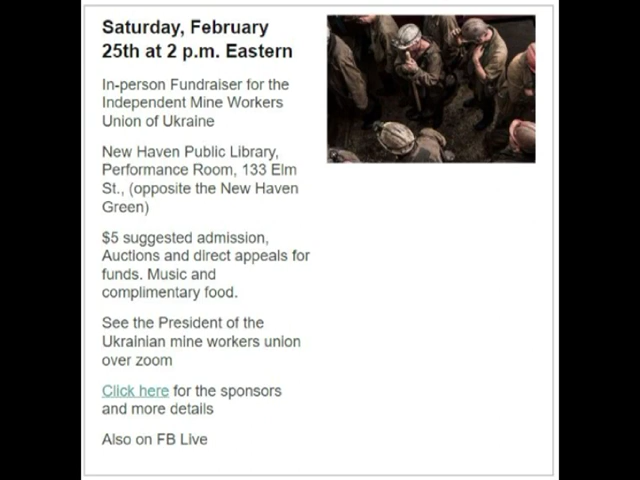 Saturday, February
25th at 2 p.m. Eastern
In-person Fundraiser for the
Independent Mine Workers
Union of Ukraine
New Haven Public Library,
Performance Room, 133 Elm
St., (opposite the New Haven
Green)
$5 suggested admission,
Auctions and direct appeals for
funds. Music and
complimentary food.
See the President of the
Ukrainian mine workers union
over zoom
Click here for the sponsors
and more details
Also on FB Live